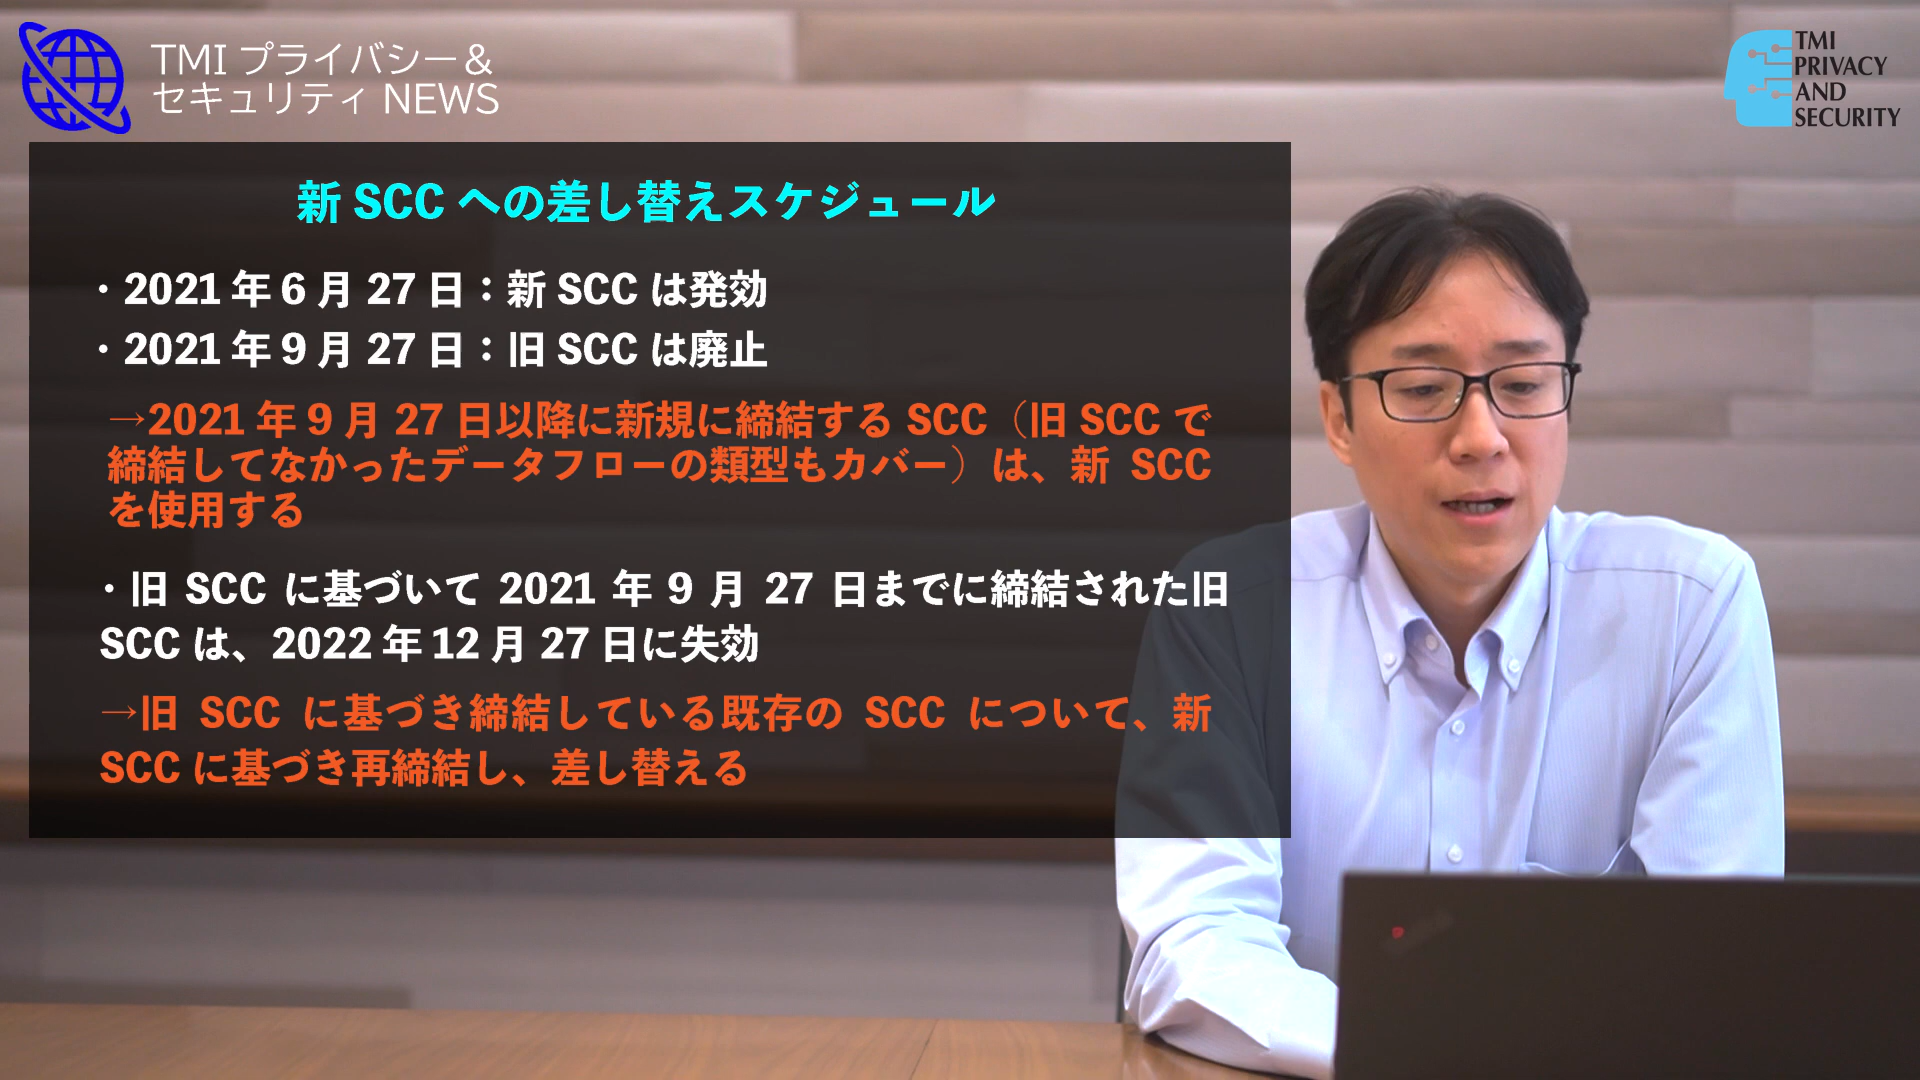 TMI プライバシー&
セキュリティ NEWS
TMI
PRIVACY
AND
SECURITY
新 SCC への差し替えスケジュール
・2021 年 6 月 27 日：新 SCC は発効
・2021 年 9 月 27 日：旧 SCC は廃止
→2021 年 9 月 27 日以降に新規に締結する SCC（旧 SCC で
締結してなかったデータフローの類型もカバー）は、新 SCC
を使用する
・旧 SCC に基づいて 2021 年 9 月 27 日までに締結された旧
SCC は、2022 年 12 月 27 日に失効
→旧 SCC に基づき締結している既存の SCC について、新
SCC に基づき再締結し、差し替える